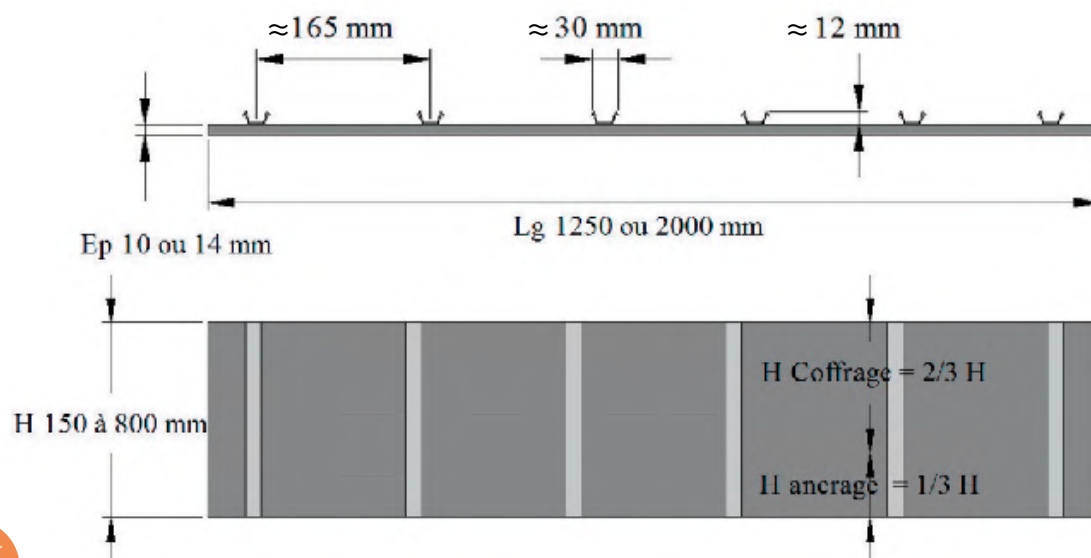 ≈165 mm
≈30 mm
≈12 mm
Lg 1250 ou 2000 mm
Ep 10 ou 14 mm
H Coffrage = 2/3 H
H 150 à 800 mm
H ancrage = 1/3 H